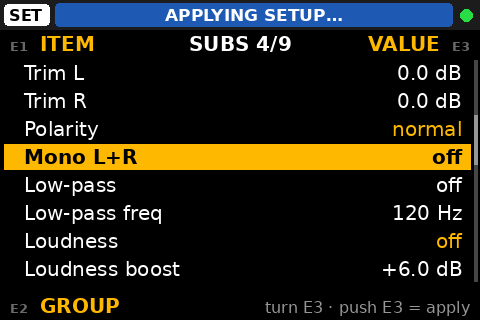 SET APPLYING SETUP…
E1 ITEM SUBS 4/9 VALUE E3
Trim L 0.0 dB
Trim R 0.0 dB
Polarity normal
Mono L+R off
Low-pass off
Low-pass freq 120 Hz
Loudness off
Loudness boost +6.0 dB
E2 GROUP turn E3 · push E3 = apply